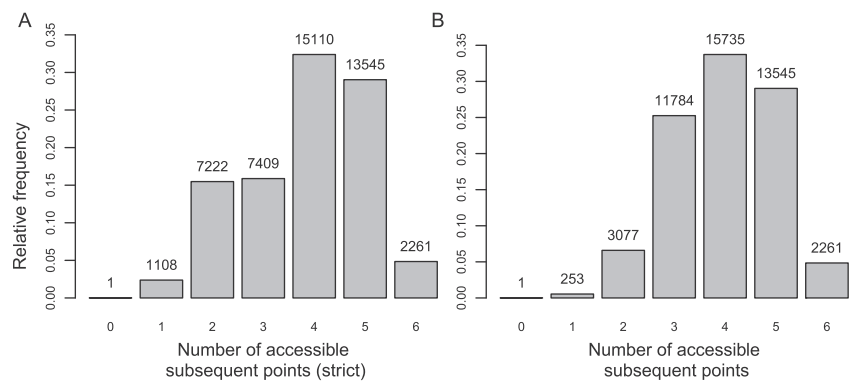 A
Relative frequency
0.00 0.05 0.10 0.15 0.20 0.25 0.30 0.35
1 1108 7222 7409 15110 13545 2261
0 1 2 3 4 5 6
Number of accessible
subsequent points (strict)
B
0.00 0.05 0.10 0.15 0.20 0.25 0.30 0.35
1 253 3077 11784 15735 13545 2261
0 1 2 3 4 5 6
Number of accessible
subsequent points